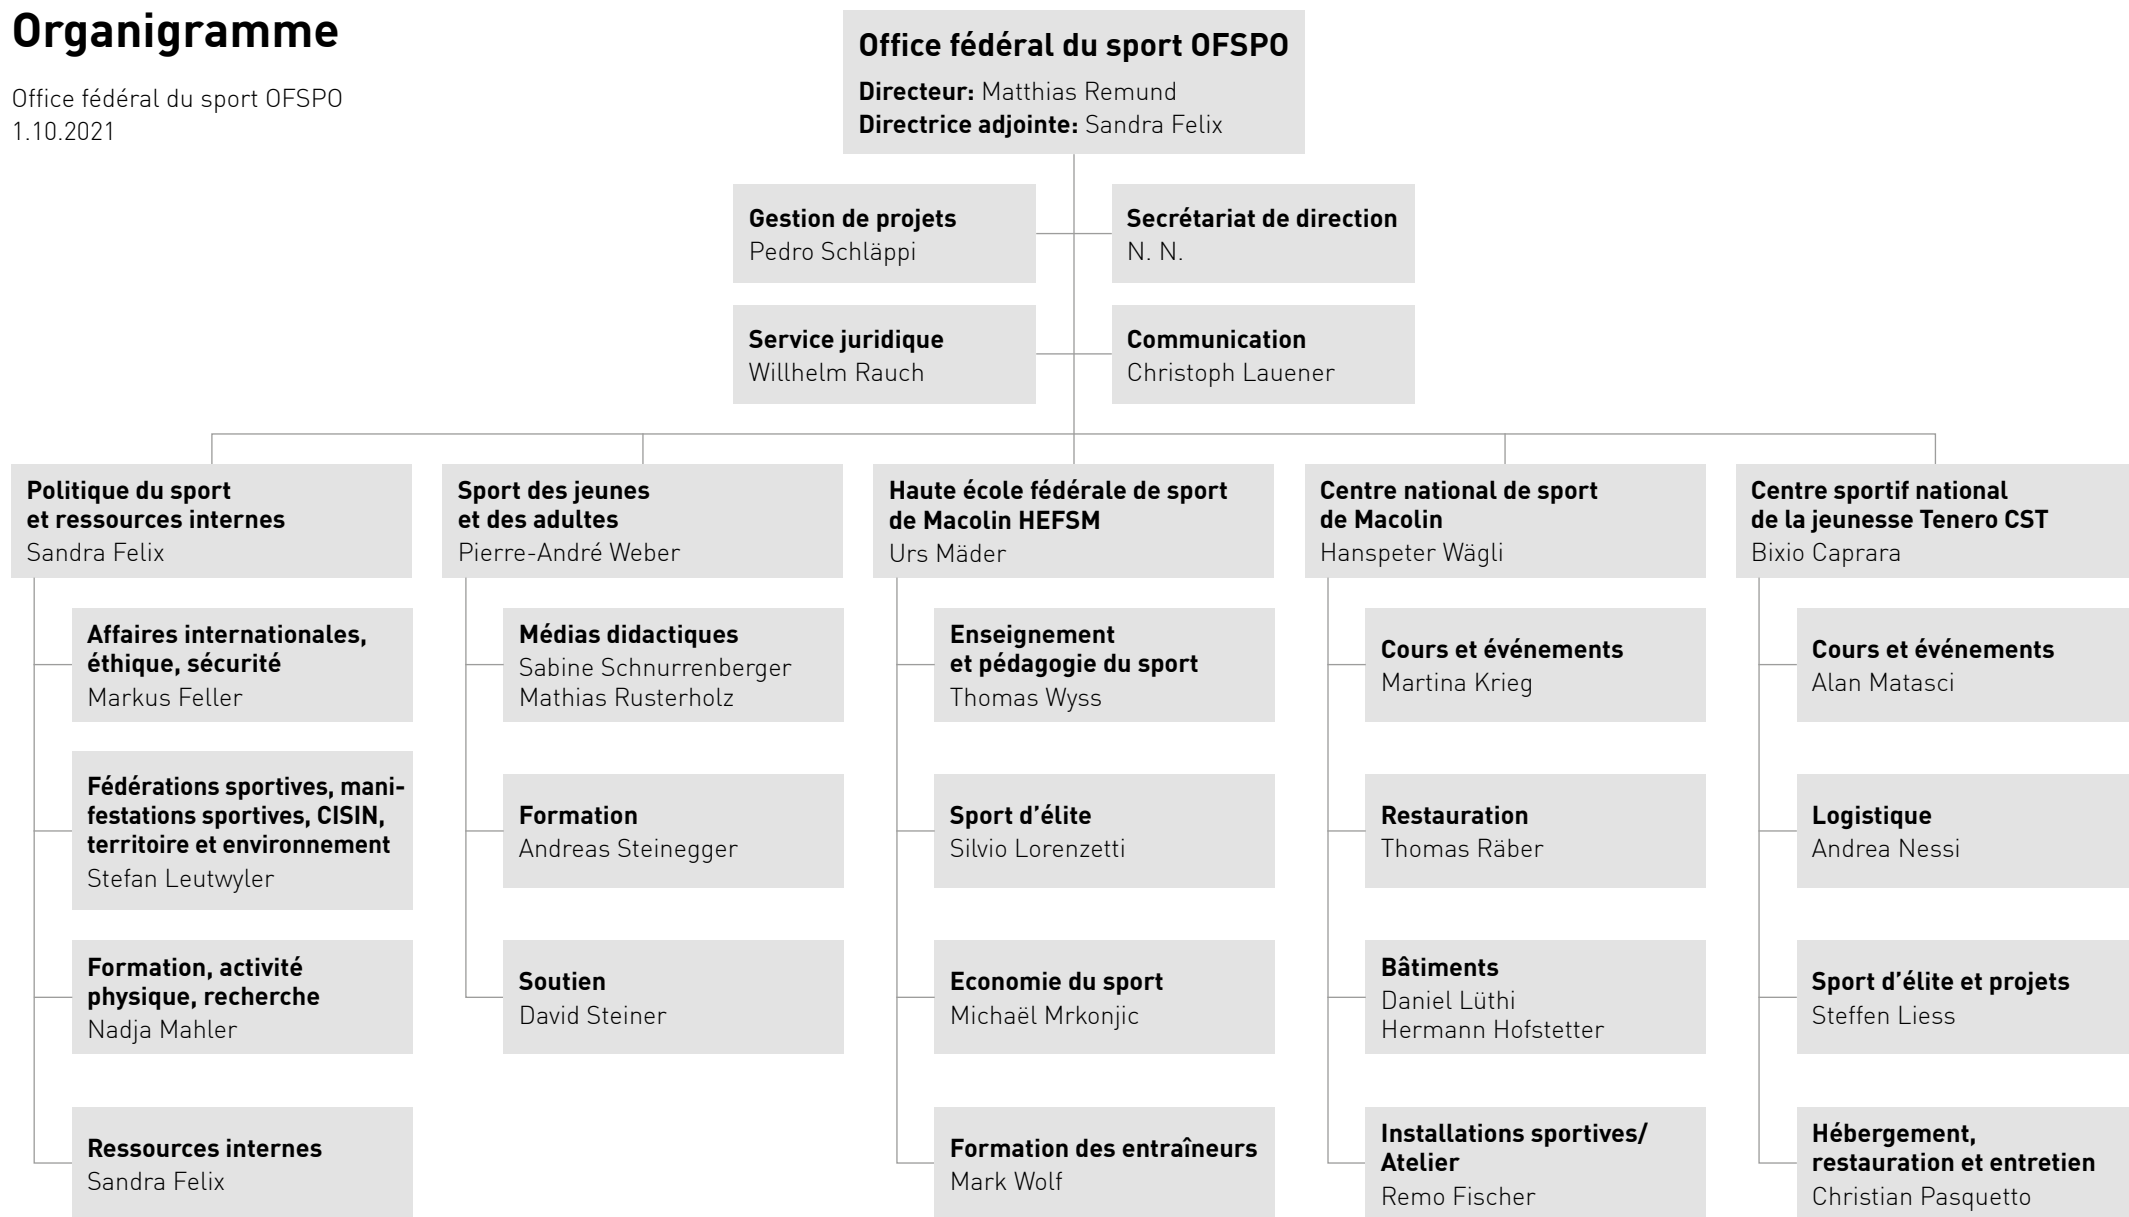 Organigramme
Office fédéral du sport OFSPO
1.10.2021
Office fédéral du sport OFSPO
Directeur: Matthias Remund
Directrice adjointe: Sandra Felix
Gestion de projets
Pedro Schläppi
Secrétariat de direction
N. N.
Service juridique
Willhelm Rauch
Communication
Christoph Lauener
Politique du sport
et ressources internes
Sandra Felix
Affaires internationales,
éthique, sécurité
Markus Feller
Fédérations sportives, mani-
festations sportives, CISIN,
territoire et environnement
Stefan Leutwyler
Formation, activité
physique, recherche
Nadja Mahler
Ressources internes
Sandra Felix
Sport des jeunes
et des adultes
Pierre-André Weber
Médias didactiques
Sabine Schnurrenberger
Mathias Rusterholz
Formation
Andreas Steinegger
Soutien
David Steiner
Haute école fédérale de sport
de Macolin HEFSM
Urs Mäder
Enseignement
et pédagogie du sport
Thomas Wyss
Sport d’élite
Silvio Lorenzetti
Economie du sport
Michaël Mrkonjic
Formation des entraîneurs
Mark Wolf
Centre national de sport
de Macolin
Hanspeter Wägli
Cours et événements
Martina Krieg
Restauration
Thomas Räber
Bâtiments
Daniel Lüthi
Hermann Hofstetter
Installations sportives/
Atelier
Remo Fischer
Centre sportif national
de la jeunesse Tenero CST
Bixio Caprara
Cours et événements
Alan Matasci
Logistique
Andrea Nessi
Sport d’élite et projets
Steffen Liess
Hébergement,
restauration et entretien
Christian Pasquetto